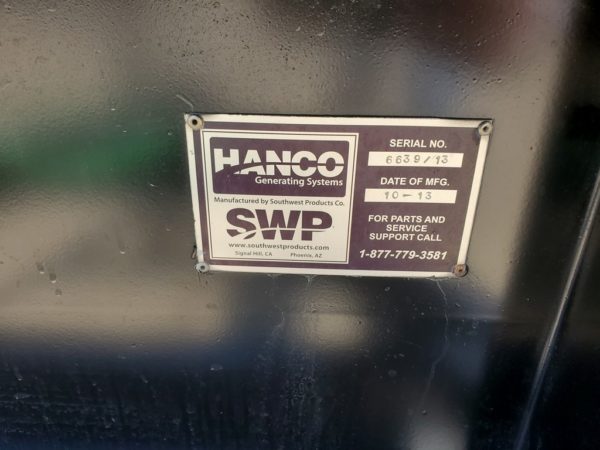 HANCO
Generating Systems
Manufactured by Southwest Products Co.
SWP
www.southwestproducts.com
Signal Hill, CA Phoenix, AZ
SERIAL NO.
6639/13
DATE OF MFG.
10-13
FOR PARTS AND
SERVICE
SUPPORT CALL
1-877-779-3581